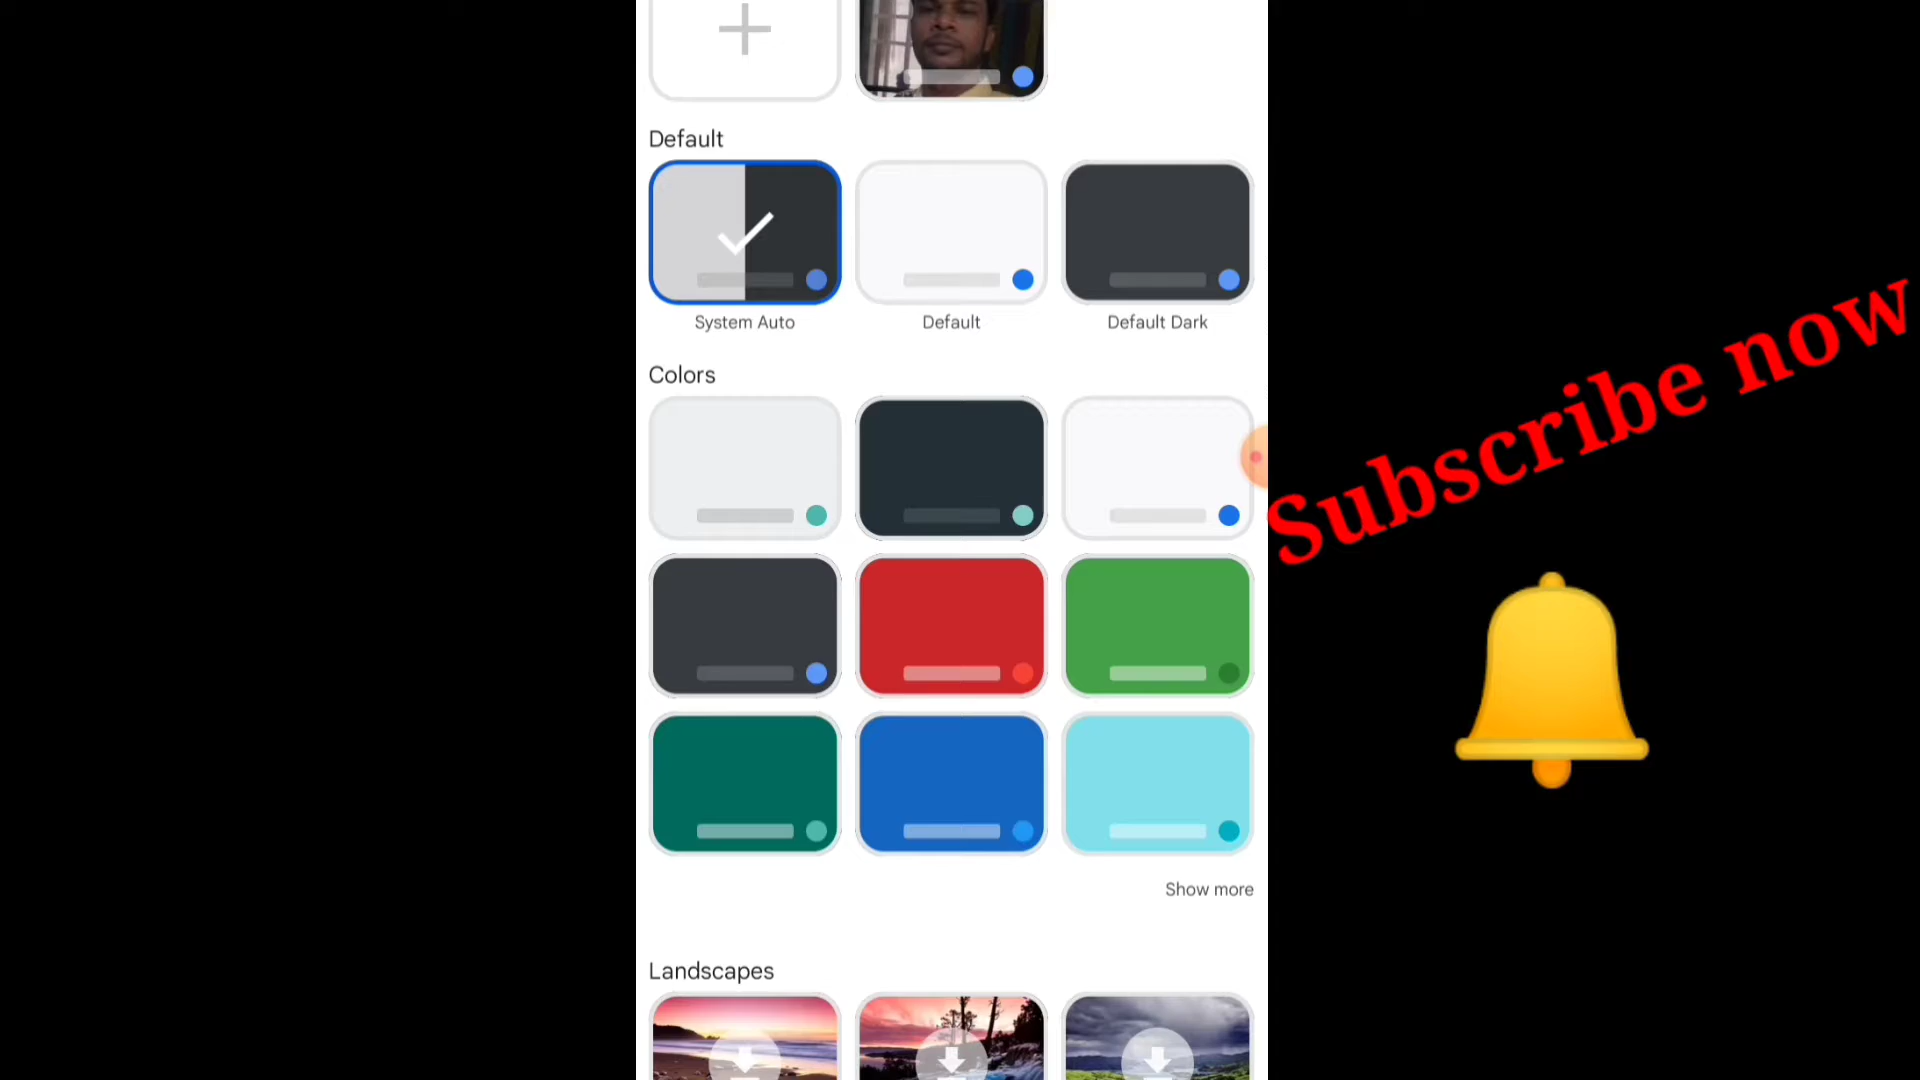 Default
System Auto
Default
Default Dark
Colors
Show more
Landscapes
Subscribe now